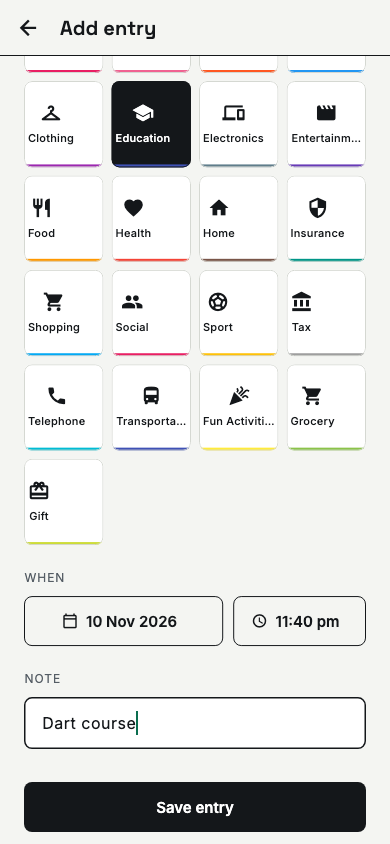 Add entry
Clothing
Education
Electronics
Entertainm...
Food
Health
Home
Insurance
Shopping
Social
Sport
Tax
Telephone
Transporta...
Fun Activiti...
Grocery
Gift
WHEN
10 Nov 2026
11:40 pm
NOTE
Dart course
Save entry